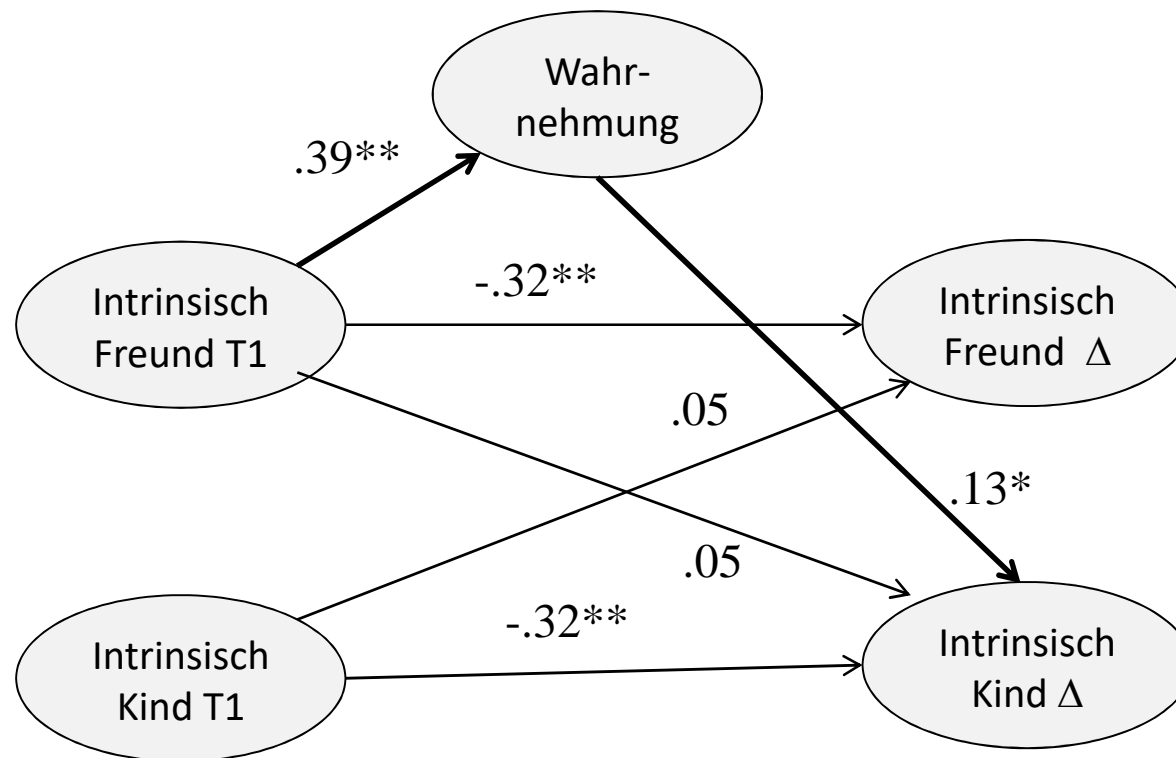 Wahr-
nehmung
.39**
-.32**
Intrinsisch
Freund T1
Intrinsisch
Freund Δ
.05
.13*
.05
-.32**
Intrinsisch
Kind T1
Intrinsisch
Kind Δ